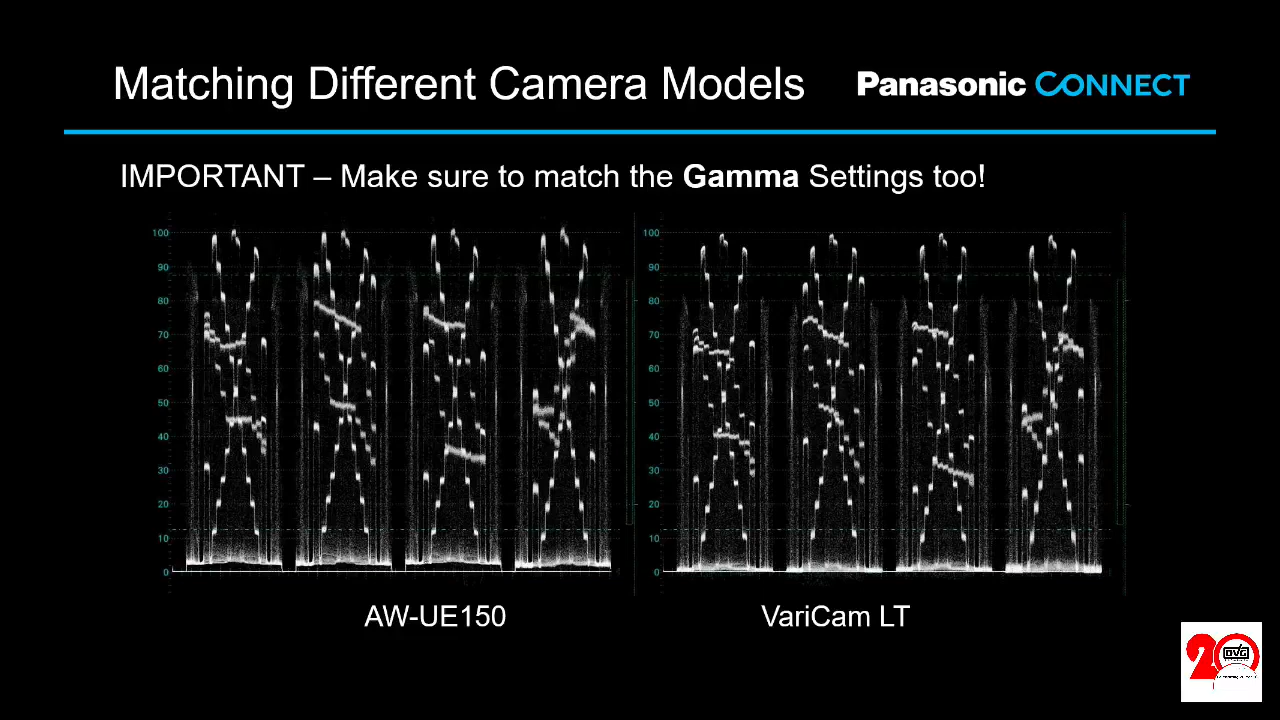 Matching Different Camera Models
Panasonic CONNECT
IMPORTANT – Make sure to match the Gamma Settings too!
100 100
90 90
80 80
70 70
60 60
50 50
40 40
30 30
20 20
10 10
0 0
AW-UE150 VariCam LT
20
DVG